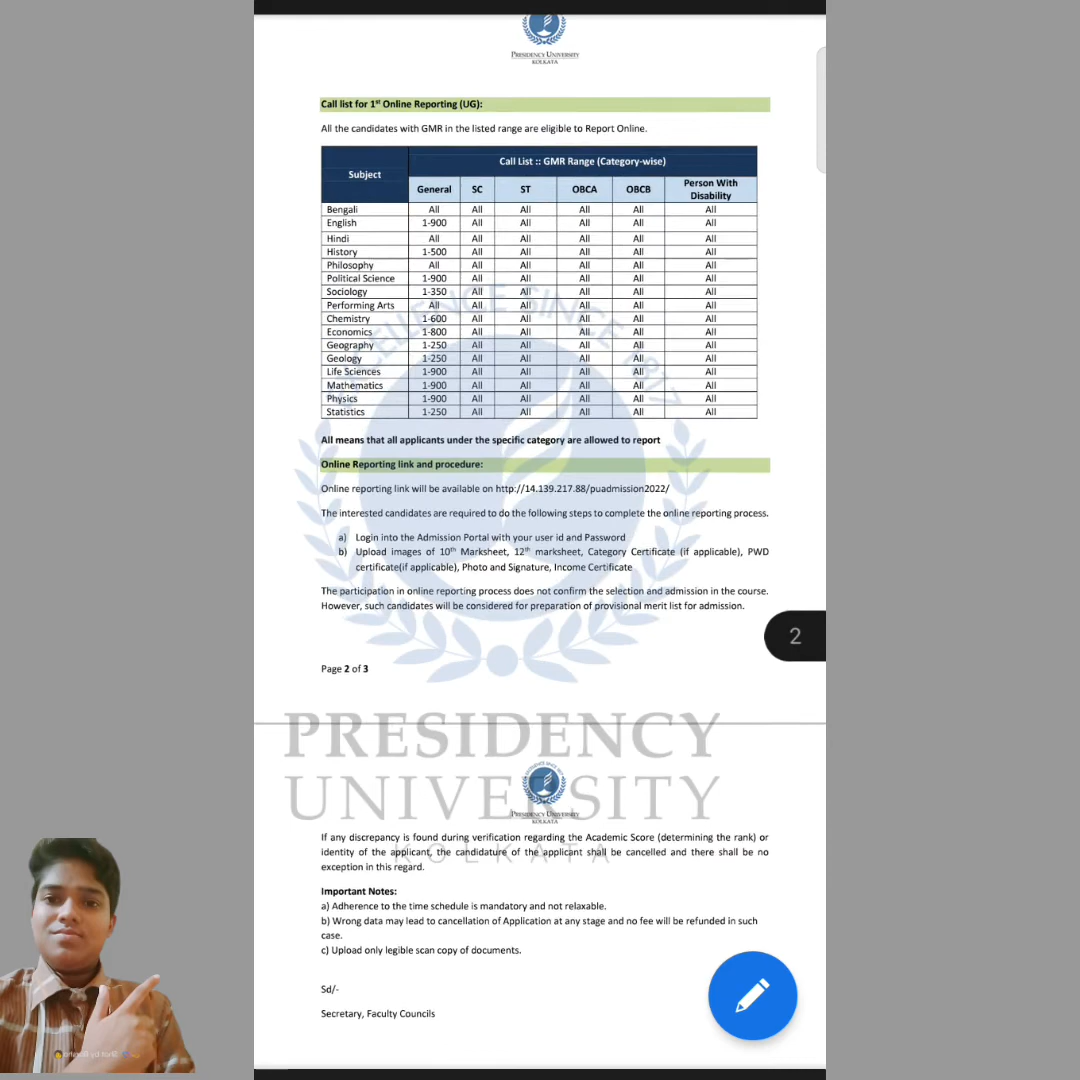 PRESIDENCY UNIVERSITY
KOLKATA
Call list for 1st Online Reporting (UG):
All the candidates with GMR in the listed range are eligible to Report Online.
Subject Call List :: GMR Range (Category-wise)
General SC ST OBCA OBCB Person With Disability
Bengali All All All All All All
English 1-900 All All All All All
Hindi All All All All All All
History 1-500 All All All All All
Philosophy All All All All All All
Political Science 1-900 All All All All All
Sociology 1-350 All All All All All
Performing Arts All All All All All All
Chemistry 1-600 All All All All All
Economics 1-800 All All All All All
Geography 1-250 All All All All All
Geology 1-250 All All All All All
Life Sciences 1-900 All All All All All
Mathematics 1-900 All All All All All
Physics 1-900 All All All All All
Statistics 1-250 All All All All All
EXCELLENCE SINCE 1817
All means that all applicants under the specific category are allowed to report
Online Reporting link and procedure:
Online reporting link will be available on http://14.139.217.88/puadmission2022/
The interested candidates are required to do the following steps to complete the online reporting process.
a) Login into the Admission Portal with your user id and Password
b) Upload images of 10th Marksheet, 12th marksheet, Category Certificate (if applicable), PWD
certificate(if applicable), Photo and Signature, Income Certificate
The participation in online reporting process does not confirm the selection and admission in the course.
However, such candidates will be considered for preparation of provisional merit list for admission.
2
Page 2 of 3
PRESIDENCY
UNIVERSITY
PRESIDENCY UNIVERSITY
KOLKATA
If any discrepancy is found during verification regarding the Academic Score (determining the rank) or
identity of the applicant, the candidature of the applicant shall be cancelled and there shall be no
KOLKATA
exception in this regard.
Important Notes:
a) Adherence to the time schedule is mandatory and not relaxable.
b) Wrong data may lead to cancellation of Application at any stage and no fee will be refunded in such
case.
c) Upload only legible scan copy of documents.
Sd/-
Secretary, Faculty Councils